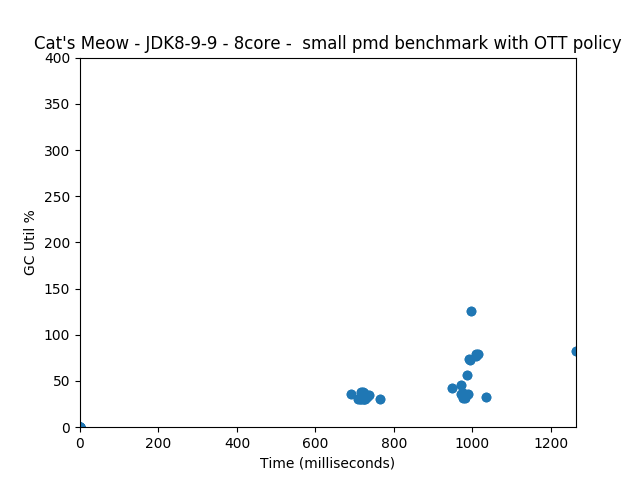 Cat's Meow - JDK8-9-9 - 8core -  small pmd benchmark with OTT policy
400
350
300
250
200
150
100
50
0
GC Util %
0 200 400 600 800 1000 1200
Time (milliseconds)